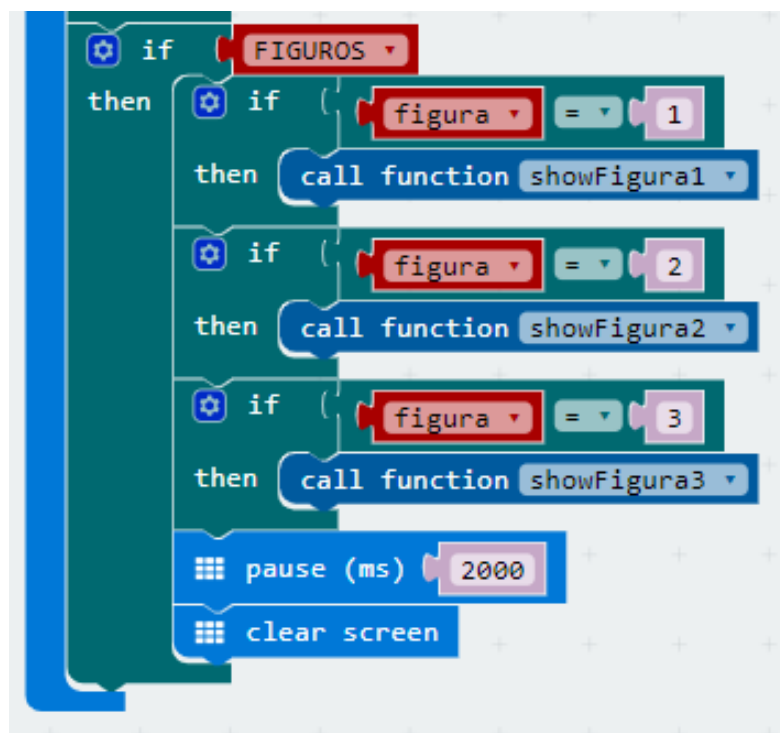 if FIGUROS
then if figura = 1
then call function showFigura1
if figura = 2
then call function showFigura2
if figura = 3
then call function showFigura3
pause (ms) 2000
clear screen